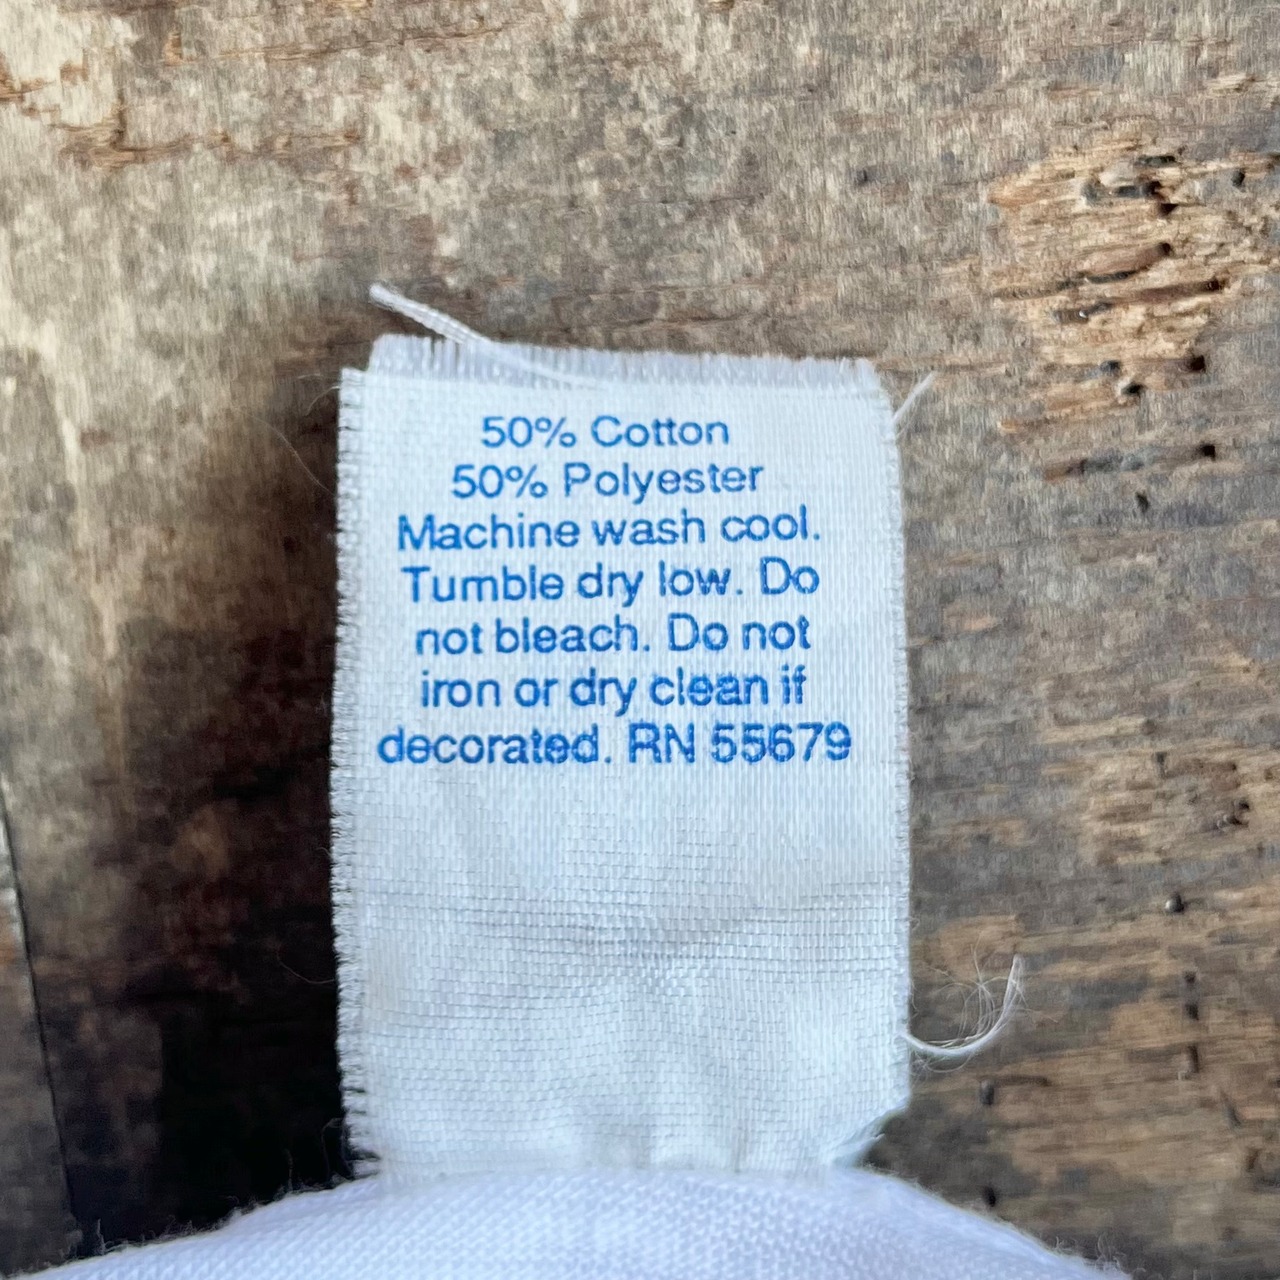 50% Cotton
50% Polyester
Machine wash cool.
Tumble dry low. Do
not bleach. Do not
iron or dry clean if
decorated. RN 55679